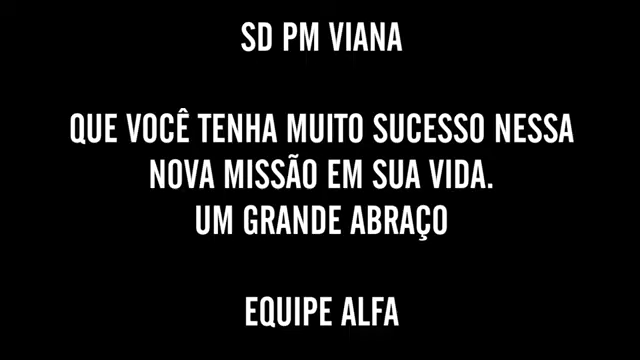 SD PM VIANA
QUE VOCÊ TENHA MUITO SUCESSO NESSA
NOVA MISSÃO EM SUA VIDA.
UM GRANDE ABRAÇO
EQUIPE ALFA